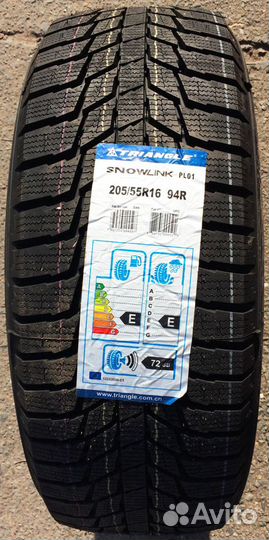 TRIANGLE
SNOWLINK PL01
205/55R16 94R
A
B
C
D
E
F
G
E
E
72 dB
www.triangle.com.cn
Avito